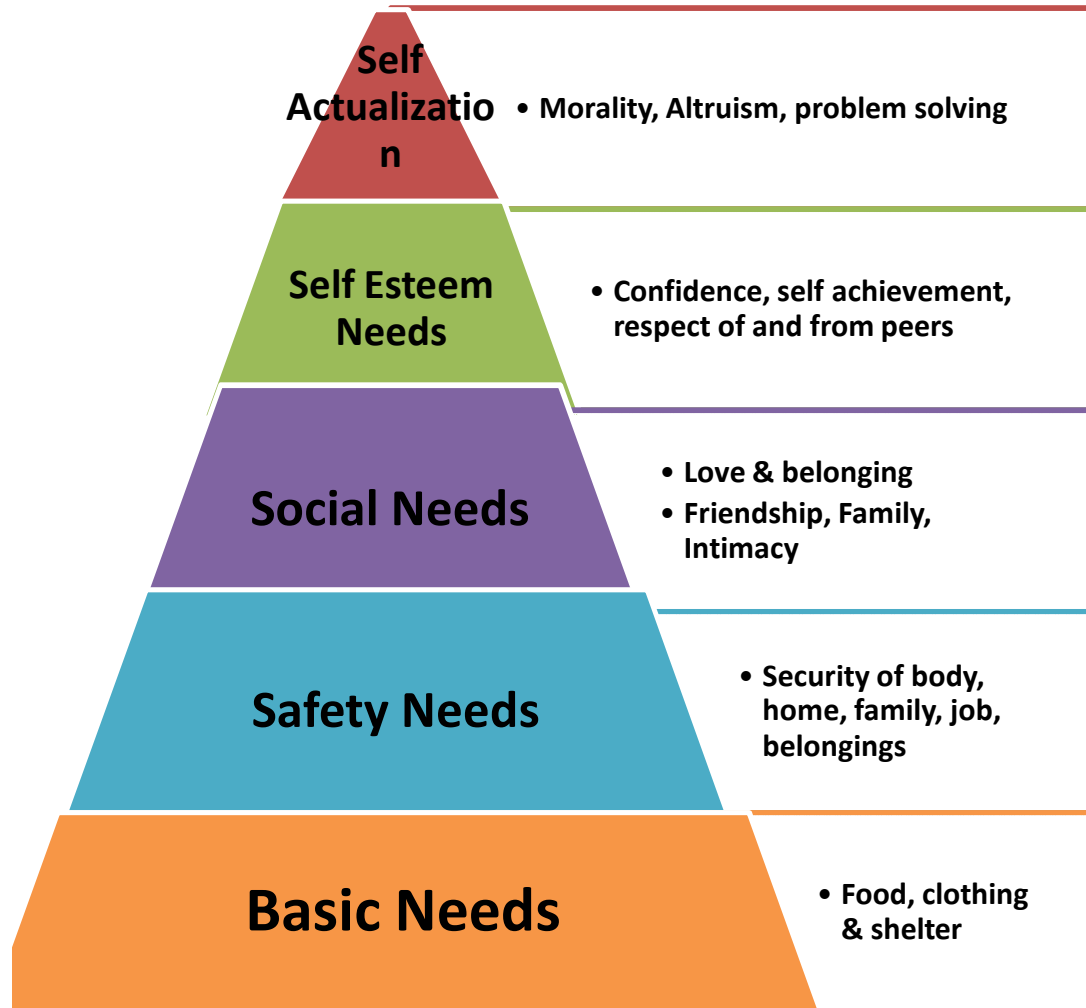 Self
Actualizatio
n
• Morality, Altruism, problem solving
Self Esteem
Needs
• Confidence, self achievement,
respect of and from peers
Social Needs
• Love & belonging
• Friendship, Family,
Intimacy
Safety Needs
• Security of body,
home, family, job,
belongings
Basic Needs
• Food, clothing
& shelter